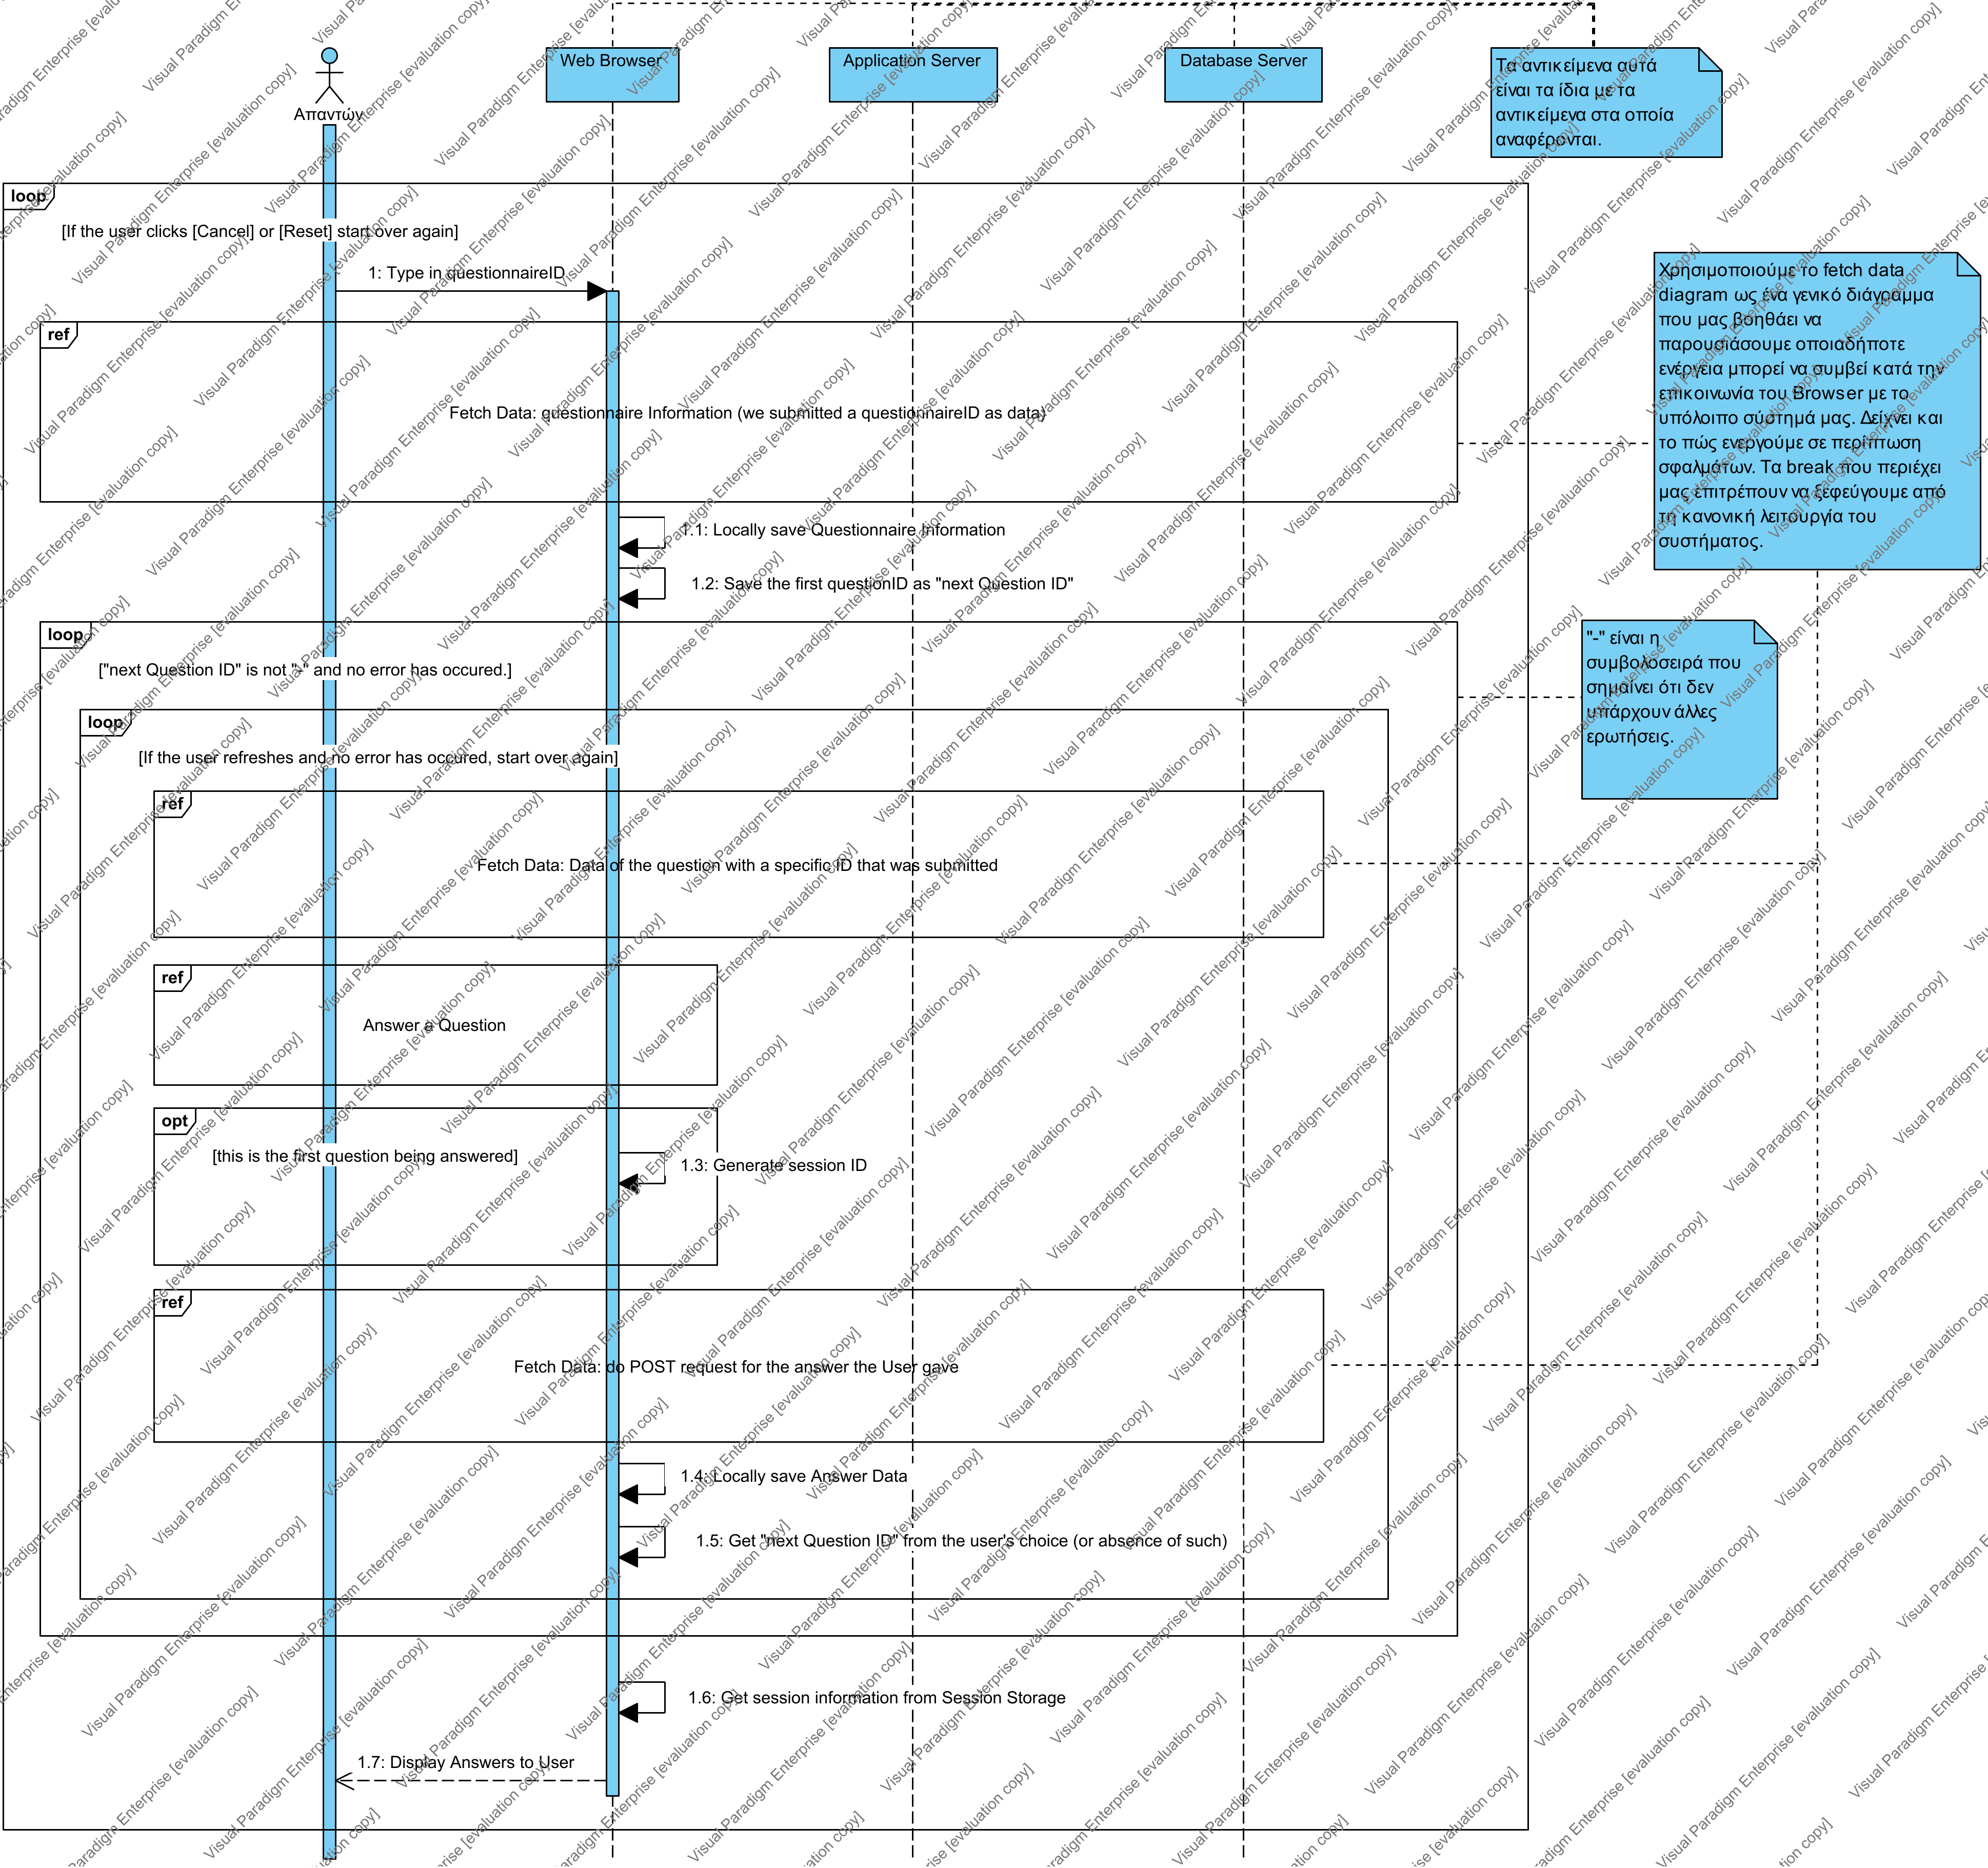 Απαντών
Web Browser
Application Server
Database Server
Τα αντικείμενα αυτά
είναι τα ίδια με τα
αντικείμενα στα οποία
αναφέρονται.
loop
[If the user clicks [Cancel] or [Reset] start over again]
1: Type in questionnaireID
Χρησιμοποιούμε το fetch data
diagram ως ένα γενικό διάγραμμα
που μας βοηθάει να
παρουσιάσουμε οποιαδήποτε
ενέργεια μπορεί να συμβεί κατά την
επικοινωνία του Browser με το
υπόλοιπο σύστημά μας. Δείχνει και
το πώς ενεργούμε σε περίπτωση
σφαλμάτων. Τα break που περιέχει
μας επιτρέπουν να ξεφεύγουμε από
τη κανονική λειτουργία του
συστήματος.
ref
Fetch Data: questionnaire Information (we submitted a questionnaireID as data)
1.1: Locally save Questionnaire Information
1.2: Save the first questionID as "next Question ID"
loop
["next Question ID" is not "-" and no error has occured.]
"-" είναι η
συμβολοσειρά που
σημαίνει ότι δεν
υπάρχουν άλλες
ερωτήσεις.
loop
[If the user refreshes and no error has occured, start over again]
ref
Fetch Data: Data of the question with a specific ID that was submitted
ref
Answer a Question
opt
[this is the first question being answered]
1.3: Generate session ID
ref
Fetch Data: do POST request for the answer the User gave
1.4: Locally save Answer Data
1.5: Get "next Question ID" from the user's choice (or absence of such)
1.6: Get session information from Session Storage
1.7: Display Answers to User
Visual Paradigm Enterprise [evaluation copy]